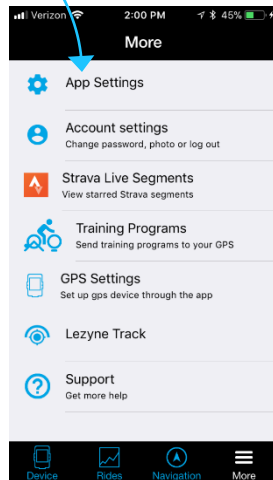 Verizon 2:00 PM 45%
More
App Settings
Account settings
Change password, photo or log out
Strava Live Segments
View starred Strava segments
Training Programs
Send training programs to your GPS
GPS Settings
Set up gps device through the app
Lezyne Track
Support
Get more help
Device Rides Navigation More